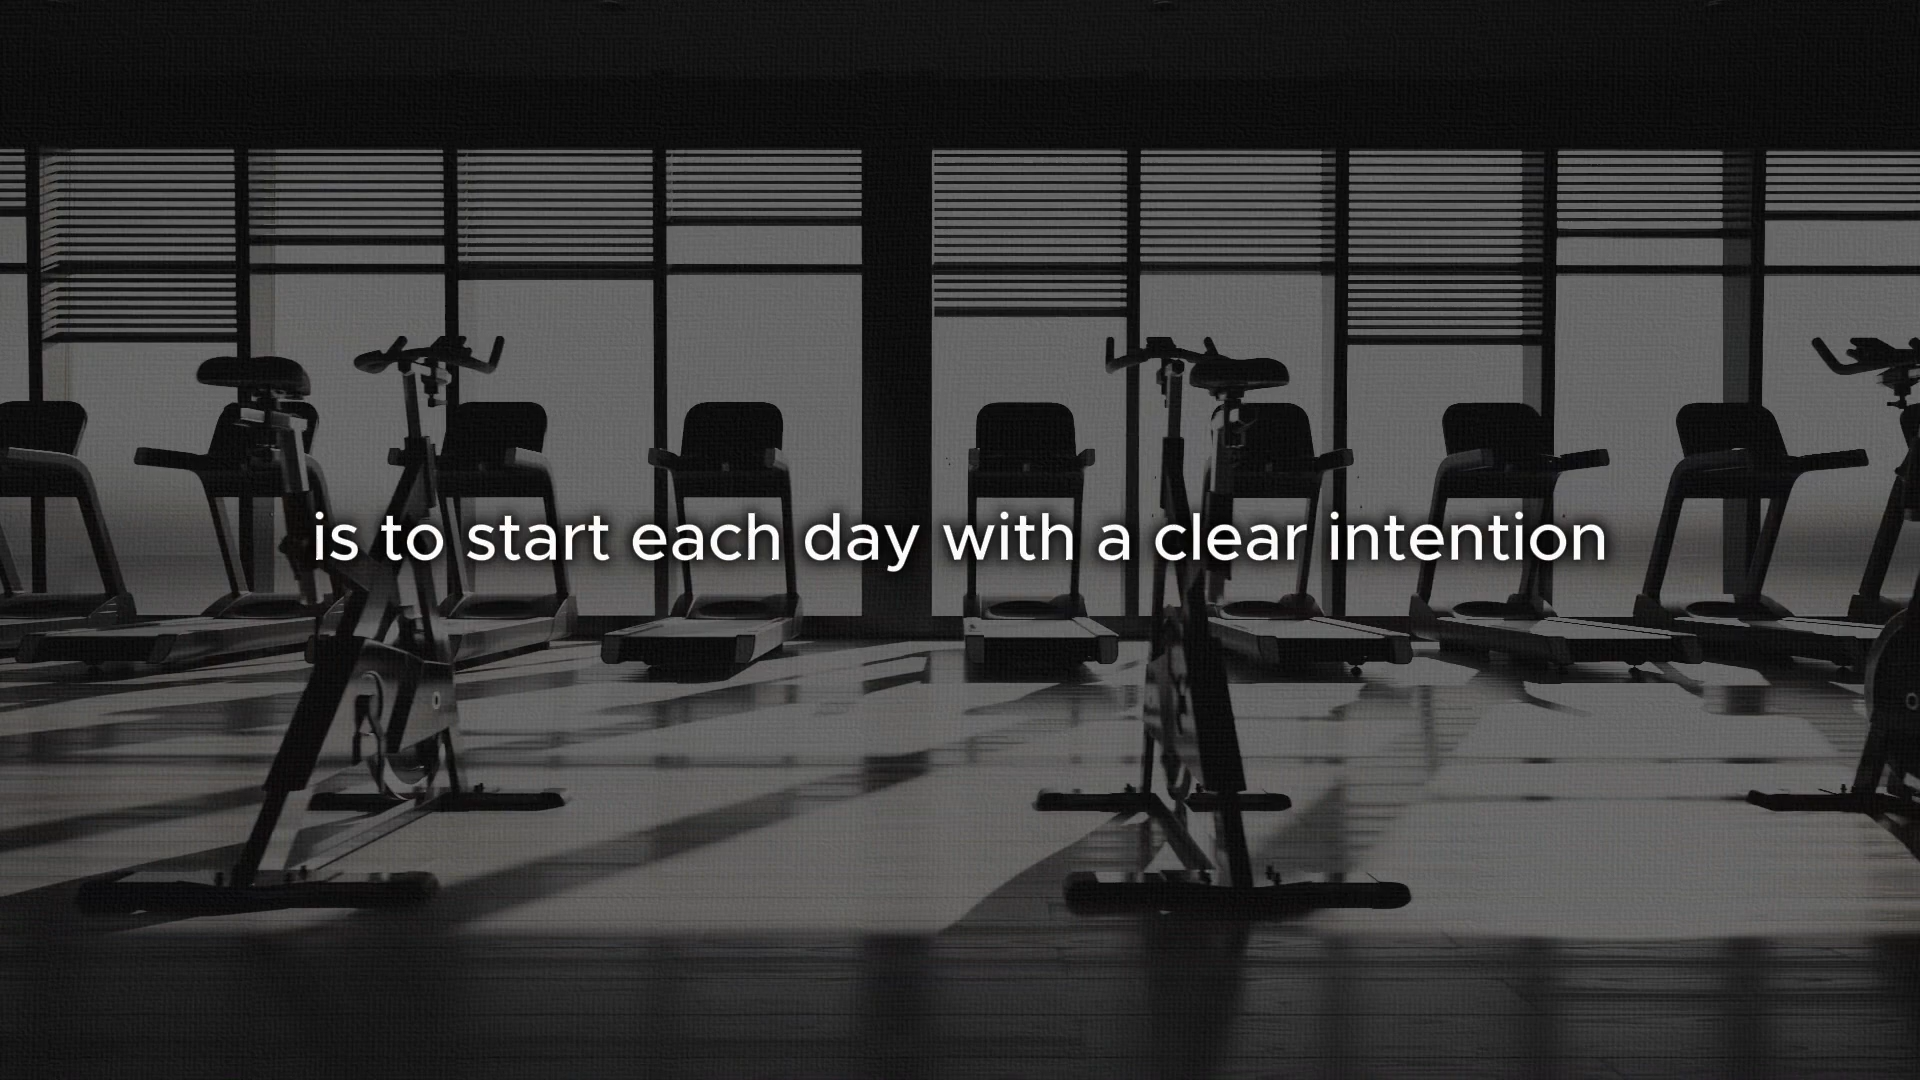 is to start each day with a clear intention